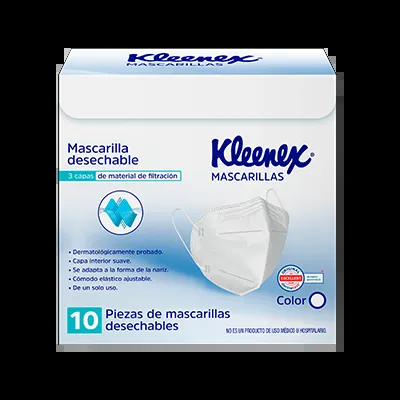 Kleenex®
MASCARILLAS
Mascarilla
desechable
3 capas de material de filtración
Kleenex®
MASCARILLAS
• Dermatológicamente probado.
• Capa interior suave.
• Se adapta a la forma de la nariz.
• Cómodo elástico ajustable.
• De un solo uso.
EXCELLENT
Color
10 Piezas de mascarillas
desechables
NO ES UN PRODUCTO DE USO MÉDICO U HOSPITALARIO.